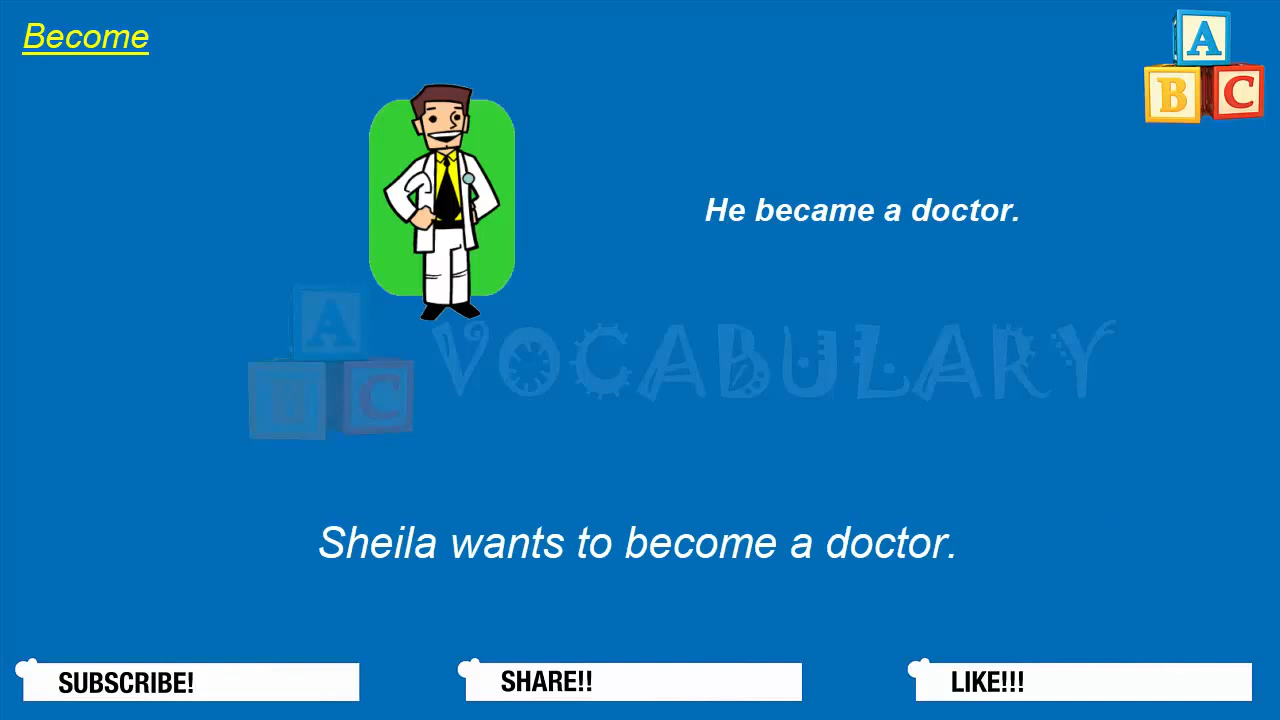 Become
A
B C
He became a doctor.
A
B C
VOCABULARY
Sheila wants to become a doctor.
SUBSCRIBE!
SHARE!!
LIKE!!!